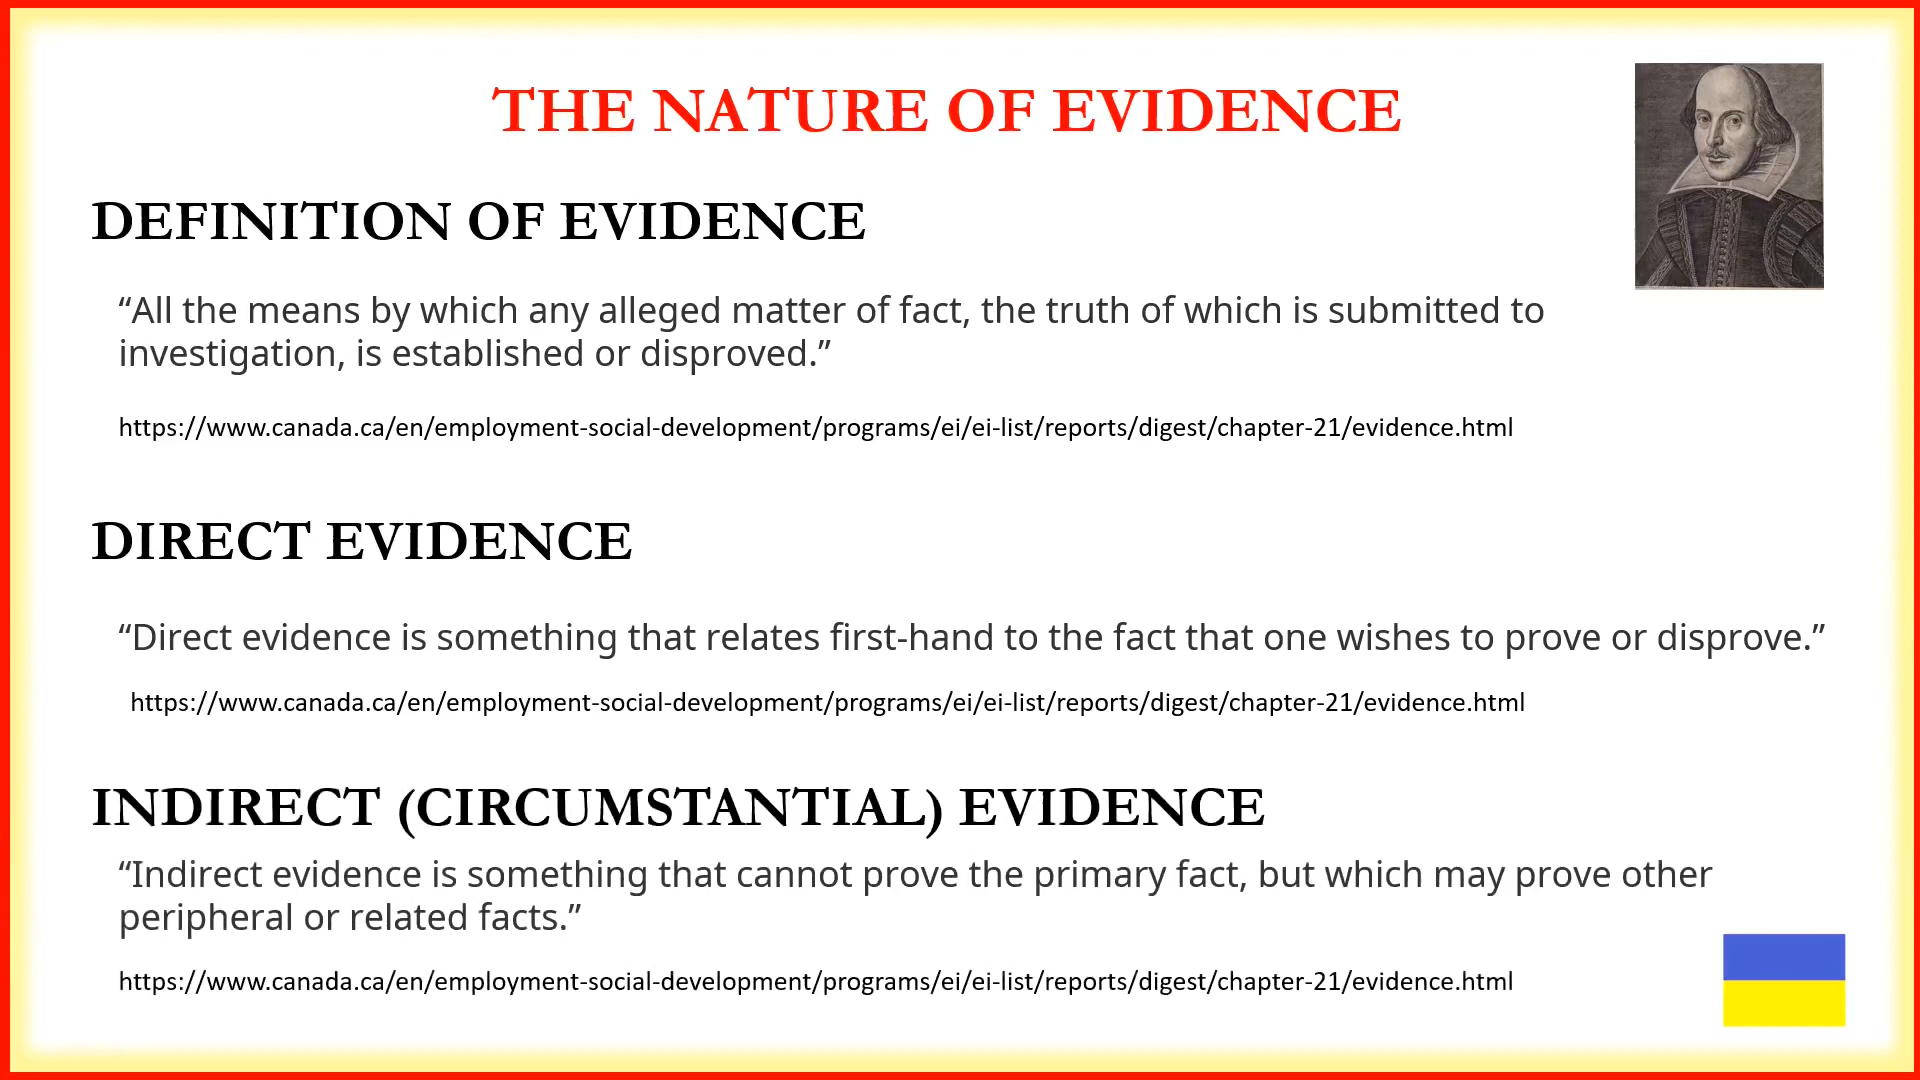 THE NATURE OF EVIDENCE
DEFINITION OF EVIDENCE
“All the means by which any alleged matter of fact, the truth of which is submitted to
investigation, is established or disproved.”
https://www.canada.ca/en/employment-social-development/programs/ei/ei-list/reports/digest/chapter-21/evidence.html
DIRECT EVIDENCE
“Direct evidence is something that relates first-hand to the fact that one wishes to prove or disprove.”
https://www.canada.ca/en/employment-social-development/programs/ei/ei-list/reports/digest/chapter-21/evidence.html
INDIRECT (CIRCUMSTANTIAL) EVIDENCE
“Indirect evidence is something that cannot prove the primary fact, but which may prove other
peripheral or related facts.”
https://www.canada.ca/en/employment-social-development/programs/ei/ei-list/reports/digest/chapter-21/evidence.html